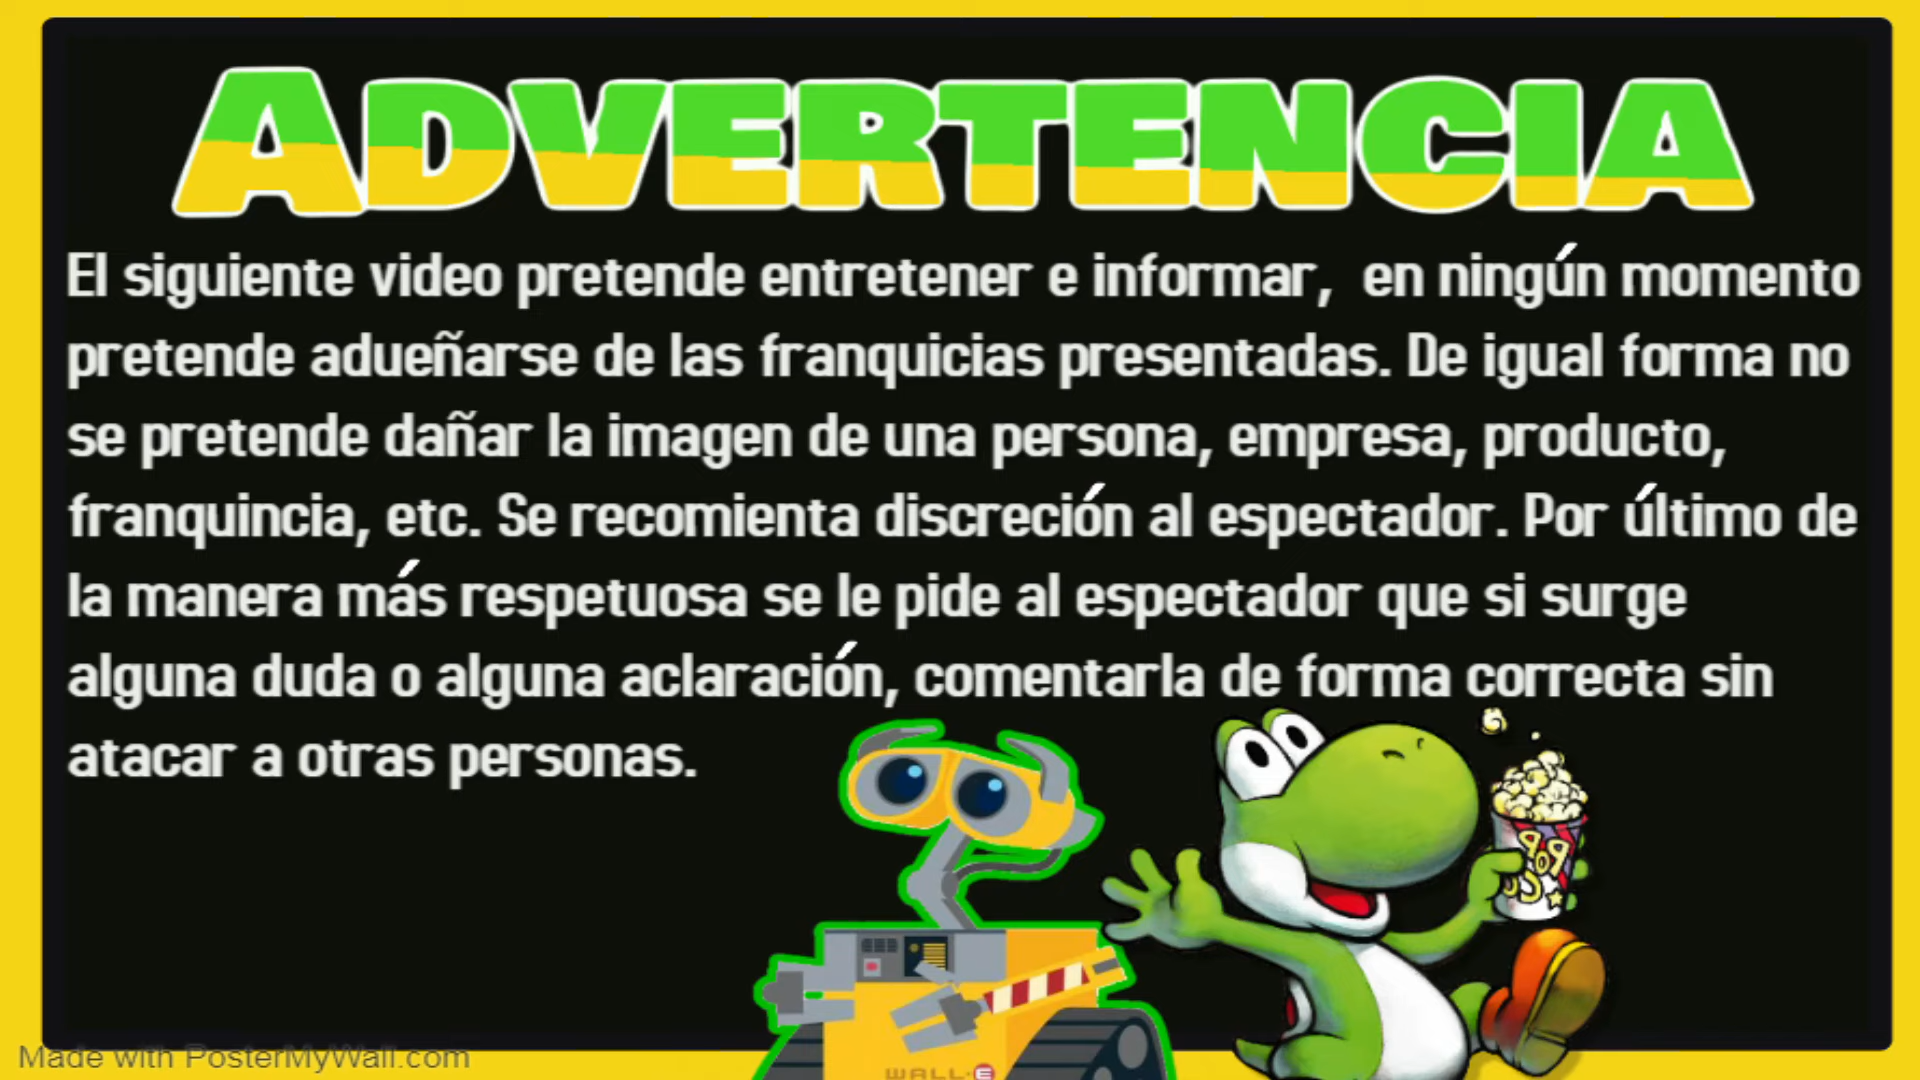 ADVERTENCIA
El siguiente video pretende entretener e informar, en ningún momento
pretende adueñarse de las franquicias presentadas. De igual forma no
se pretende dañar la imagen de una persona, empresa, producto,
franquincia, etc. Se recomienta discreción al espectador. Por último de
la manera más respetuosa se le pide al espectador que si surge
alguna duda o alguna aclaración, comentarla de forma correcta sin
atacar a otras personas.
POP
WALL·E
Made with PosterMyWall.com